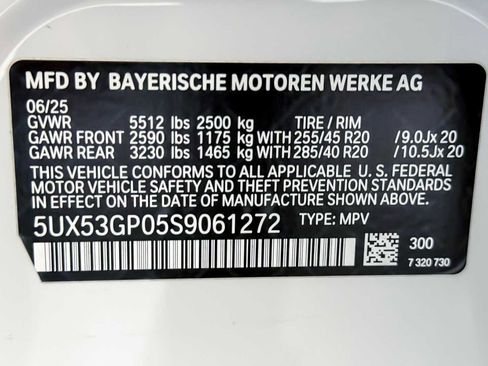 MFD BY BAYERISCHE MOTOREN WERKE AG
06/25
GVWR 5512 lbs 2500 kg TIRE / RIM
GAWR FRONT 2590 lbs 1175 kg WITH 255/45 R20 /9.0Jx 20
GAWR REAR 3230 lbs 1465 kg WITH 285/40 R20 /10.5Jx 20
THIS VEHICLE CONFORMS TO ALL APPLICABLE U. S. FEDERAL
MOTOR VEHICLE SAFETY AND THEFT PREVENTION STANDARDS
IN EFFECT ON THE DATE OF MANUFACTURE SHOWN ABOVE.
5UX53GP05S9061272 TYPE: MPV
300
7 320 730